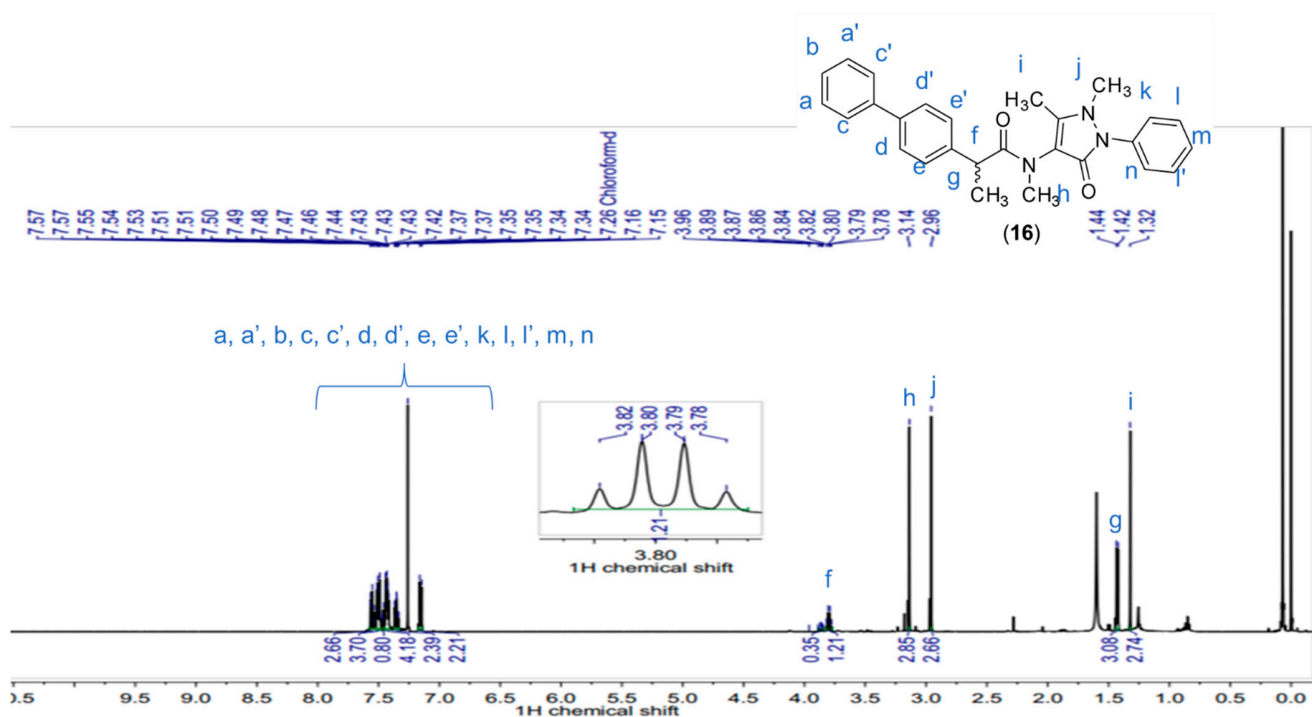 b a' c' d' e' i j k l
a c d e f g h n m l'
H₃C CH₃ N N O O N CH₃ CH₃
(16)
7.57 7.57 7.55 7.54 7.53 7.51 7.51 7.50 7.49 7.48 7.47 7.46 7.44 7.43 7.43 7.43 7.42 7.37 7.37 7.35 7.35 7.34 7.34 7.26 Chloroform-d 7.16 7.15 3.96 3.89 3.87 3.86 3.84 3.82 3.80 3.79 3.78 3.14 2.96 1.44 1.42 1.32
a, a’, b, c, c’, d, d’, e, e’, k, l, l’, m, n
3.82 3.80 3.79 3.78
1.21
3.80
1H chemical shift
f h j g i
2.66 3.70 0.80 4.18 2.39 2.21 0.35 1.21 2.85 2.66 3.08 2.74
0.5 9.5 9.0 8.5 8.0 7.5 7.0 6.5 6.0 5.5 5.0 4.5 4.0 3.5 3.0 2.5 2.0 1.5 1.0 0.5 0.0
1H chemical shift